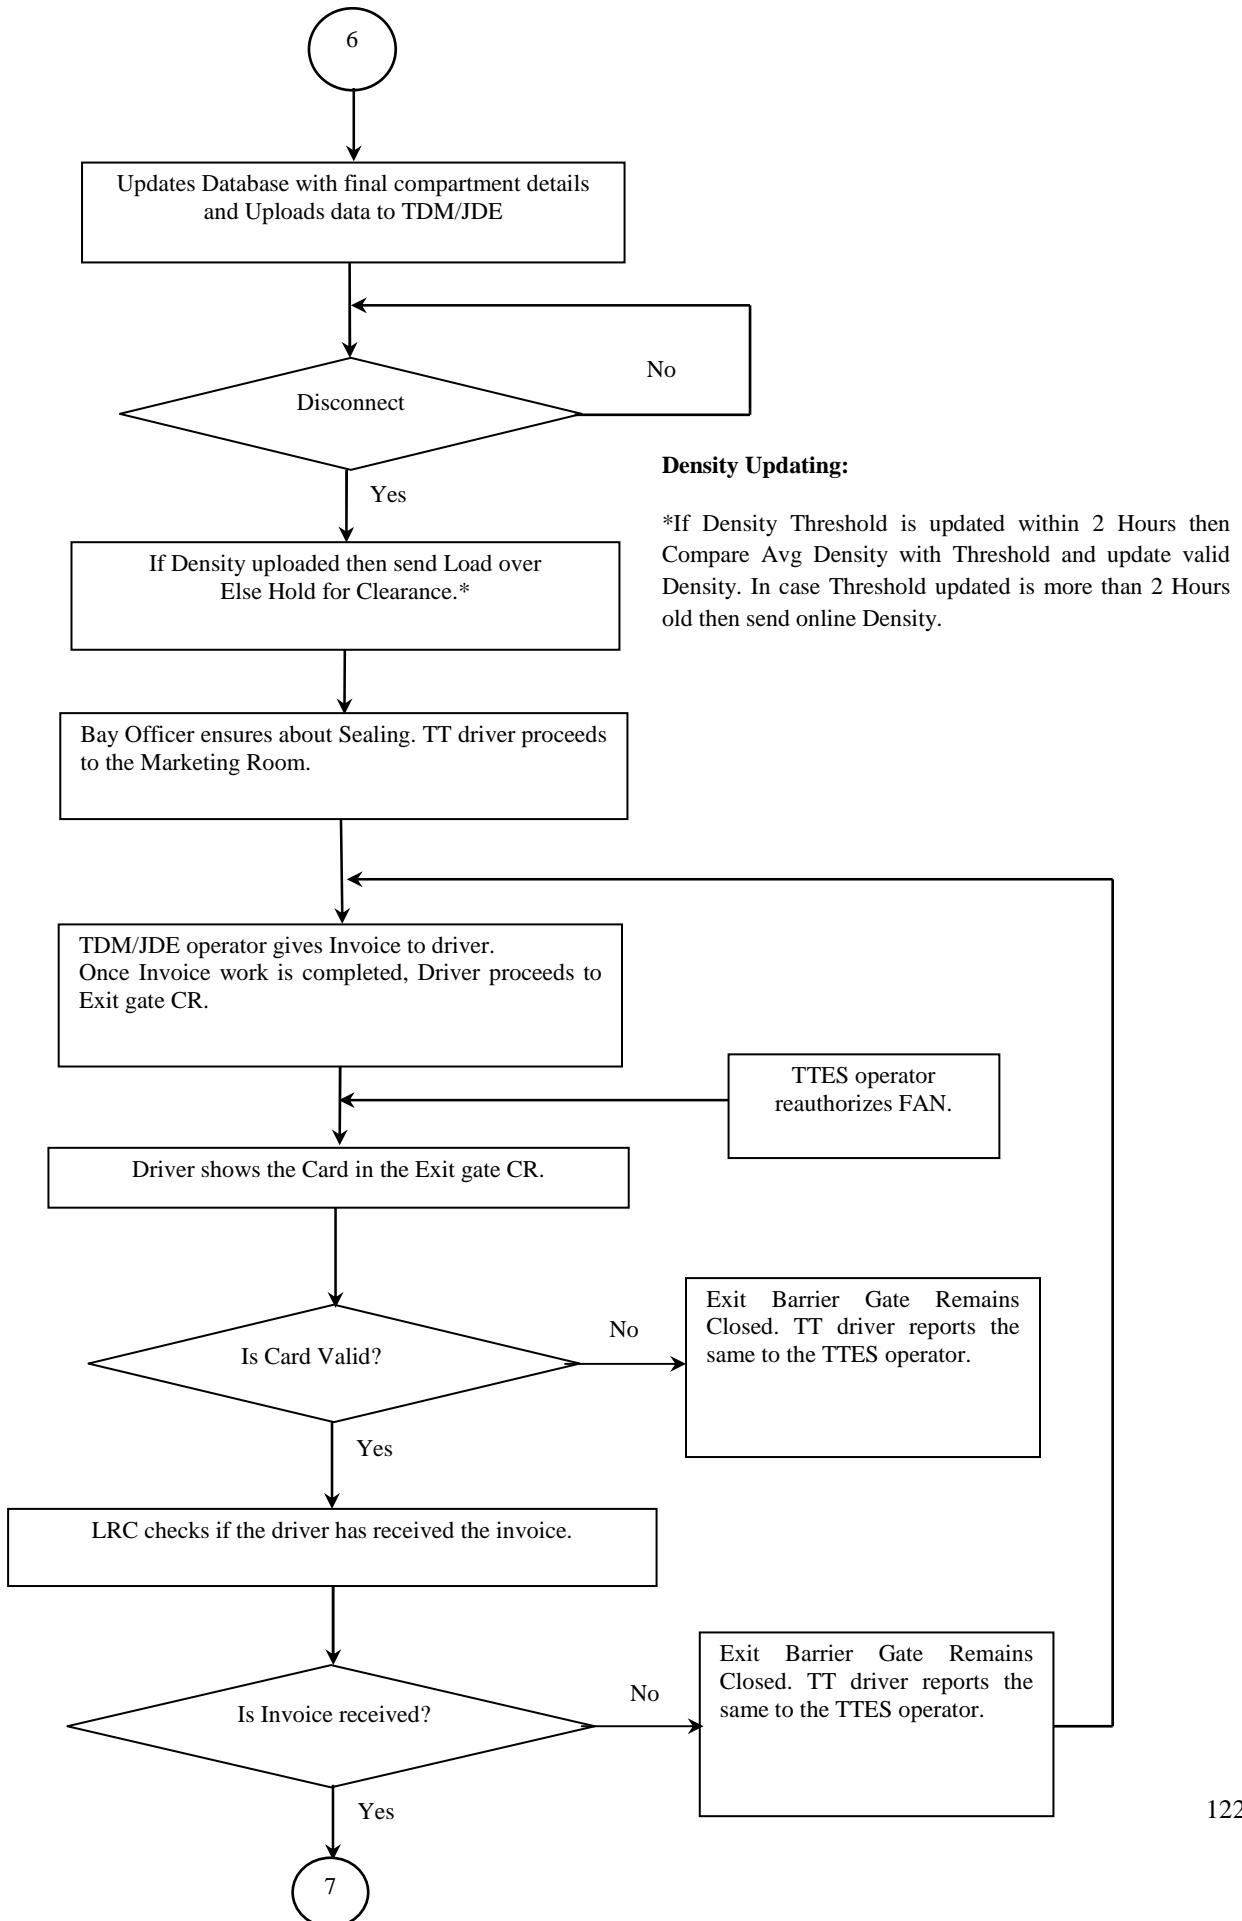 6
Updates Database with final compartment details
and Uploads data to TDM/JDE
No
Disconnect
Yes
Density Updating:
*If Density Threshold is updated within 2 Hours then
Compare Avg Density with Threshold and update valid
Density. In case Threshold updated is more than 2 Hours
old then send online Density.
If Density uploaded then send Load over
Else Hold for Clearance.*
Bay Officer ensures about Sealing. TT driver proceeds
to the Marketing Room.
TDM/JDE operator gives Invoice to driver.
Once Invoice work is completed, Driver proceeds to
Exit gate CR.
TTES operator
reauthorizes FAN.
Driver shows the Card in the Exit gate CR.
Is Card Valid?
No
Exit Barrier Gate Remains
Closed. TT driver reports the
same to the TTES operator.
Yes
LRC checks if the driver has received the invoice.
Is Invoice received?
No
Exit Barrier Gate Remains
Closed. TT driver reports the
same to the TTES operator.
Yes
122
7